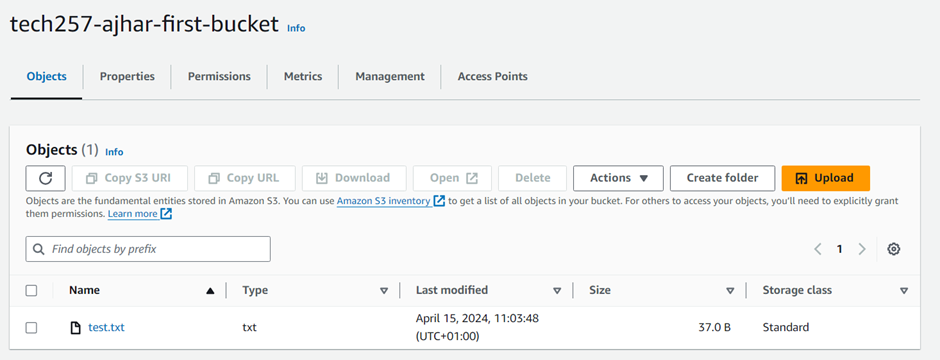 tech257-ajhar-first-bucket Info
Objects Properties Permissions Metrics Management Access Points
Objects (1) Info
Copy S3 URI Copy URL Download Open Delete Actions Create folder Upload
Objects are the fundamental entities stored in Amazon S3. You can use Amazon S3 inventory to get a list of all objects in your bucket. For others to access your objects, you'll need to explicitly grant
them permissions. Learn more
Find objects by prefix 1
Name Type Last modified Size Storage class
test.txt txt April 15, 2024, 11:03:48 37.0 B Standard
(UTC+01:00)